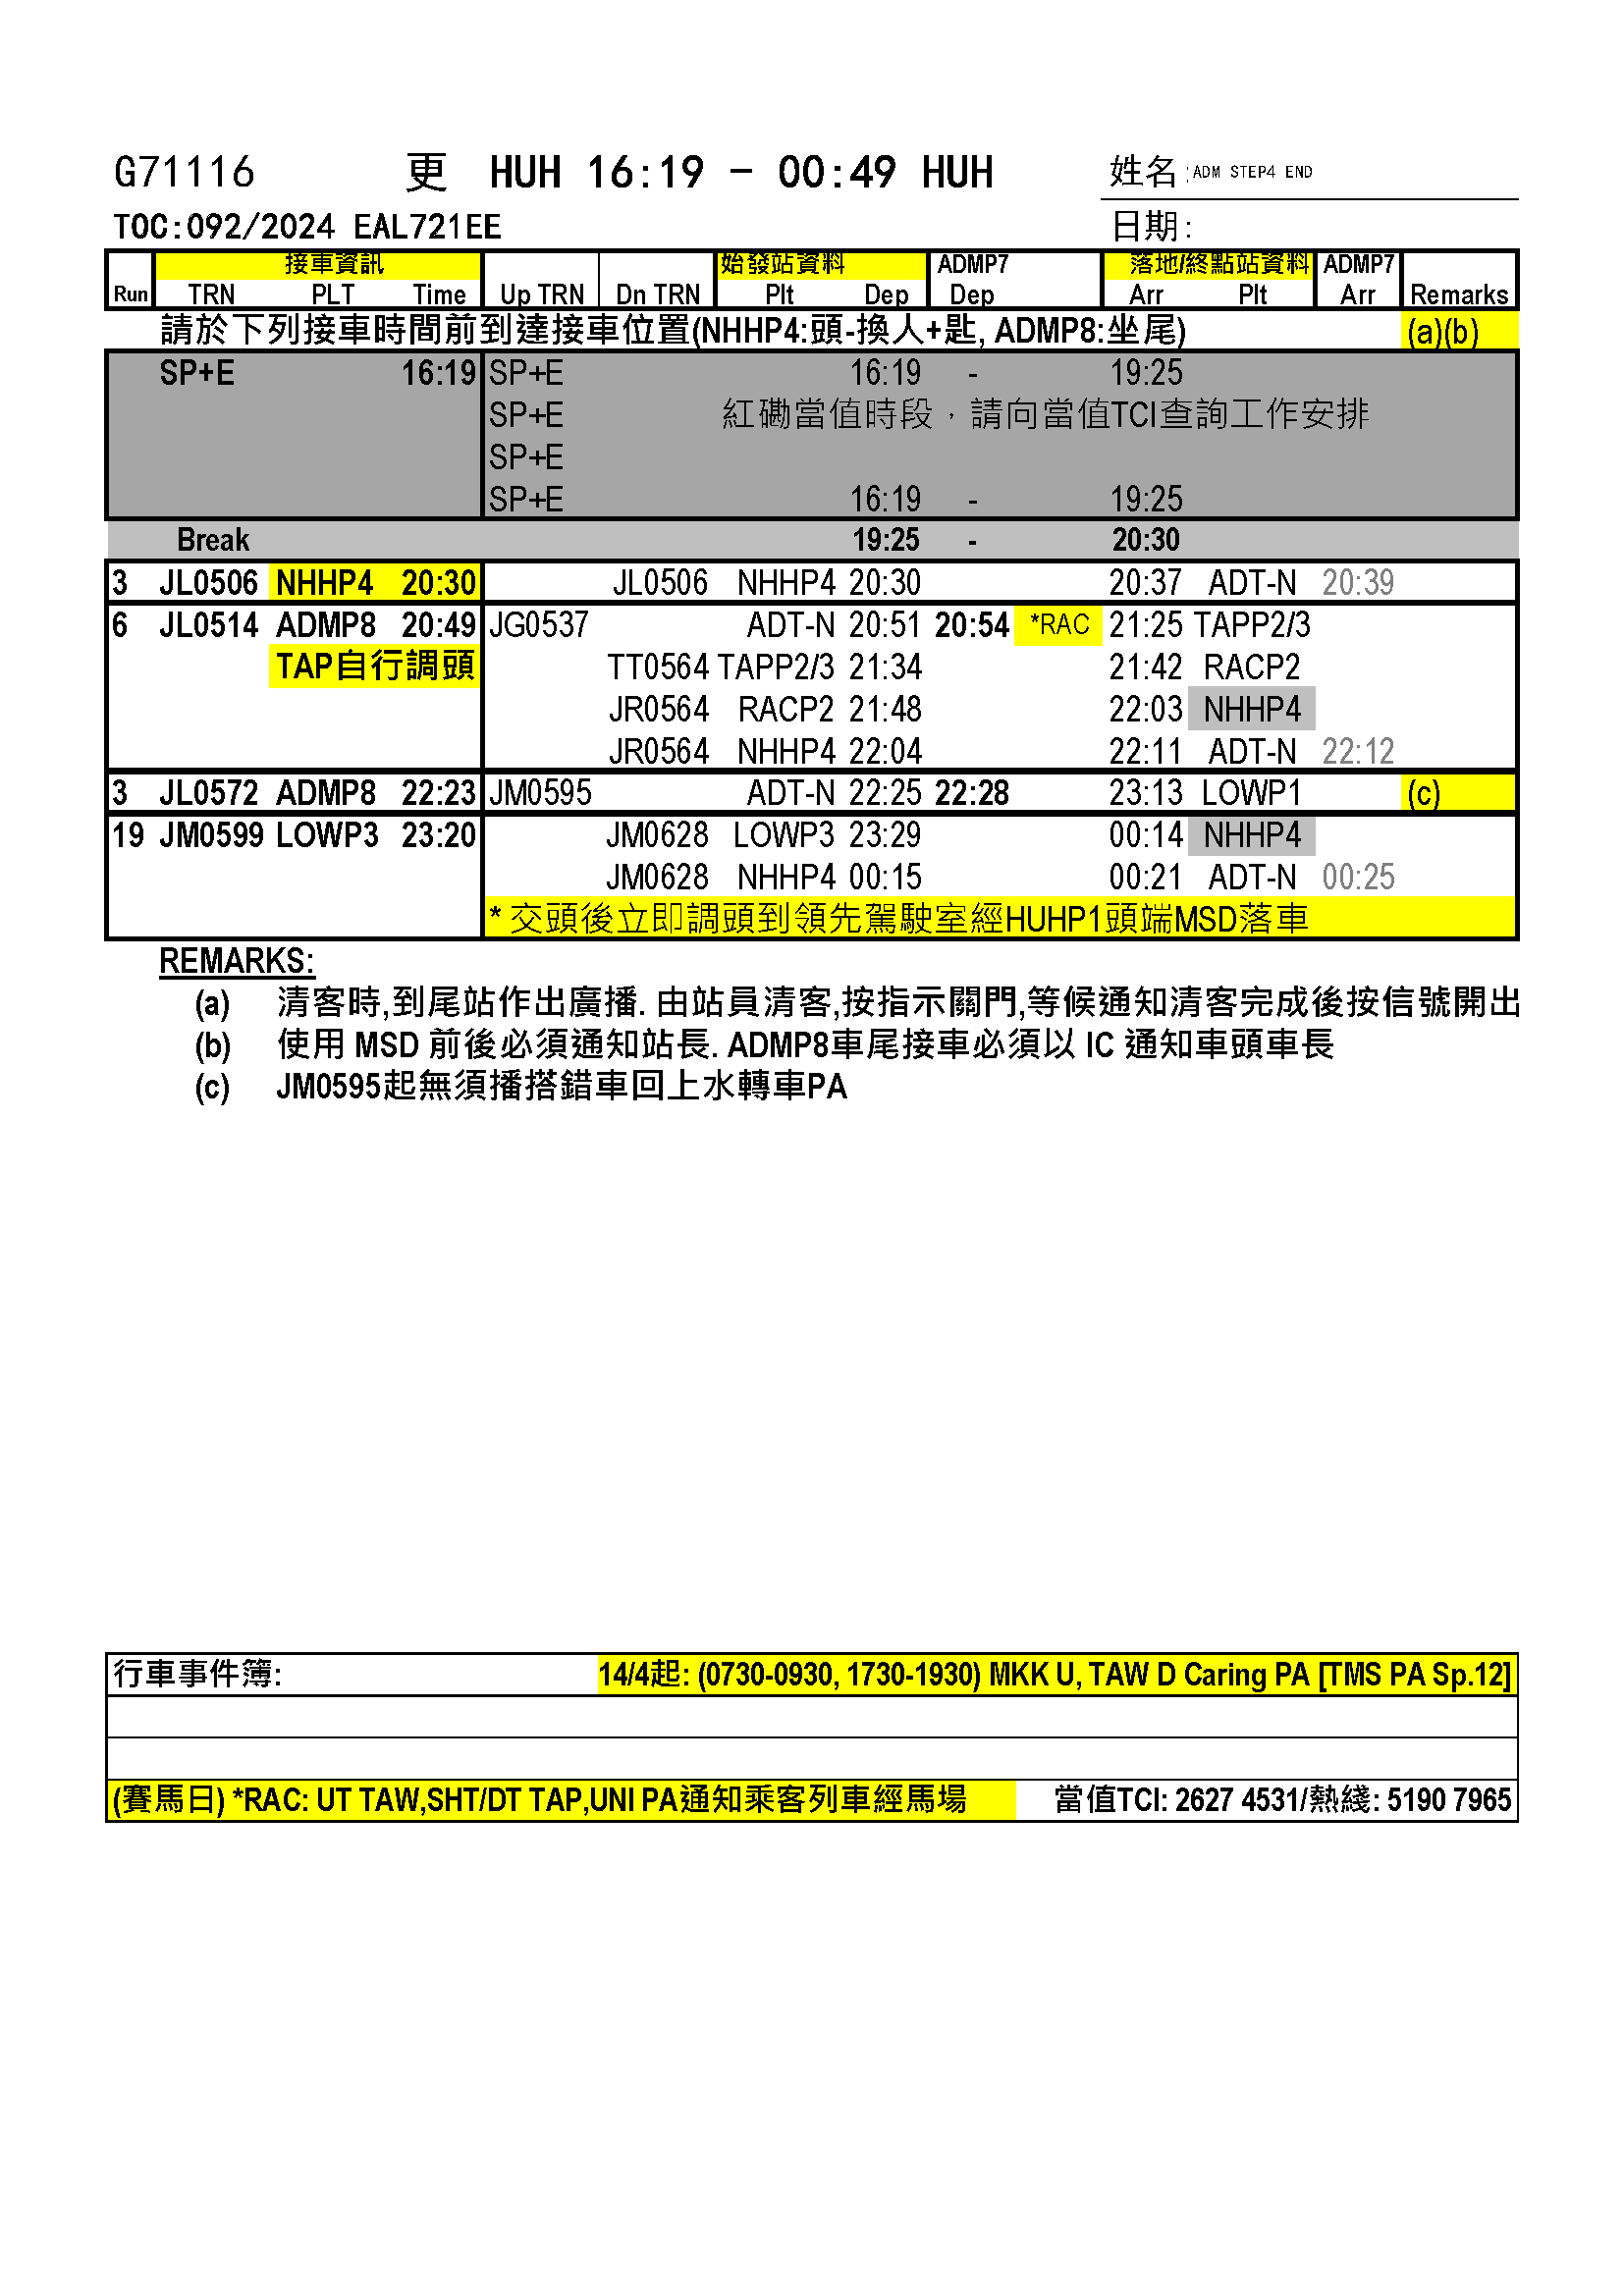 G71116 更 HUH 16:19 - 00:49 HUH 姓名:ADM STEP4 END
TOC:092/2024 EAL721EE 日期:
接車資訊 始發站資料 ADMP7 落地/終點站資料 ADMP7
Run TRN PLT Time Up TRN Dn TRN Plt Dep Dep Arr Plt Arr Remarks
請於下列接車時間前到達接車位置(NHHP4:頭-換人+匙, ADMP8:坐尾) (a)(b)
SP+E 16:19 SP+E 16:19 - 19:25
SP+E 紅磡當值時段，請向當值TCI查詢工作安排
SP+E
SP+E 16:19 - 19:25
Break 19:25 - 20:30
3 JL0506 NHHP4 20:30 JL0506 NHHP4 20:30 20:37 ADT-N 20:39
6 JL0514 ADMP8 20:49 JG0537 ADT-N 20:51 20:54 *RAC 21:25 TAPP2/3
TAP自行調頭 TT0564 TAPP2/3 21:34 21:42 RACP2
JR0564 RACP2 21:48 22:03 NHHP4
JR0564 NHHP4 22:04 22:11 ADT-N 22:12
3 JL0572 ADMP8 22:23 JM0595 ADT-N 22:25 22:28 23:13 LOWP1 (c)
19 JM0599 LOWP3 23:20 JM0628 LOWP3 23:29 00:14 NHHP4
JM0628 NHHP4 00:15 00:21 ADT-N 00:25
* 交頭後立即調頭到領先駕駛室經HUHP1頭端MSD落車
REMARKS:
(a) 清客時,到尾站作出廣播. 由站員清客,按指示關門,等候通知清客完成後按信號開出
(b) 使用 MSD 前後必須通知站長. ADMP8車尾接車必須以 IC 通知車頭車長
(c) JM0595起無須播搭錯車回上水轉車PA
行車事件簿: 14/4起: (0730-0930, 1730-1930) MKK U, TAW D Caring PA [TMS PA Sp.12]
(賽馬日) *RAC: UT TAW,SHT/DT TAP,UNI PA通知乘客列車經馬場 當值TCI: 2627 4531/熱綫: 5190 7965